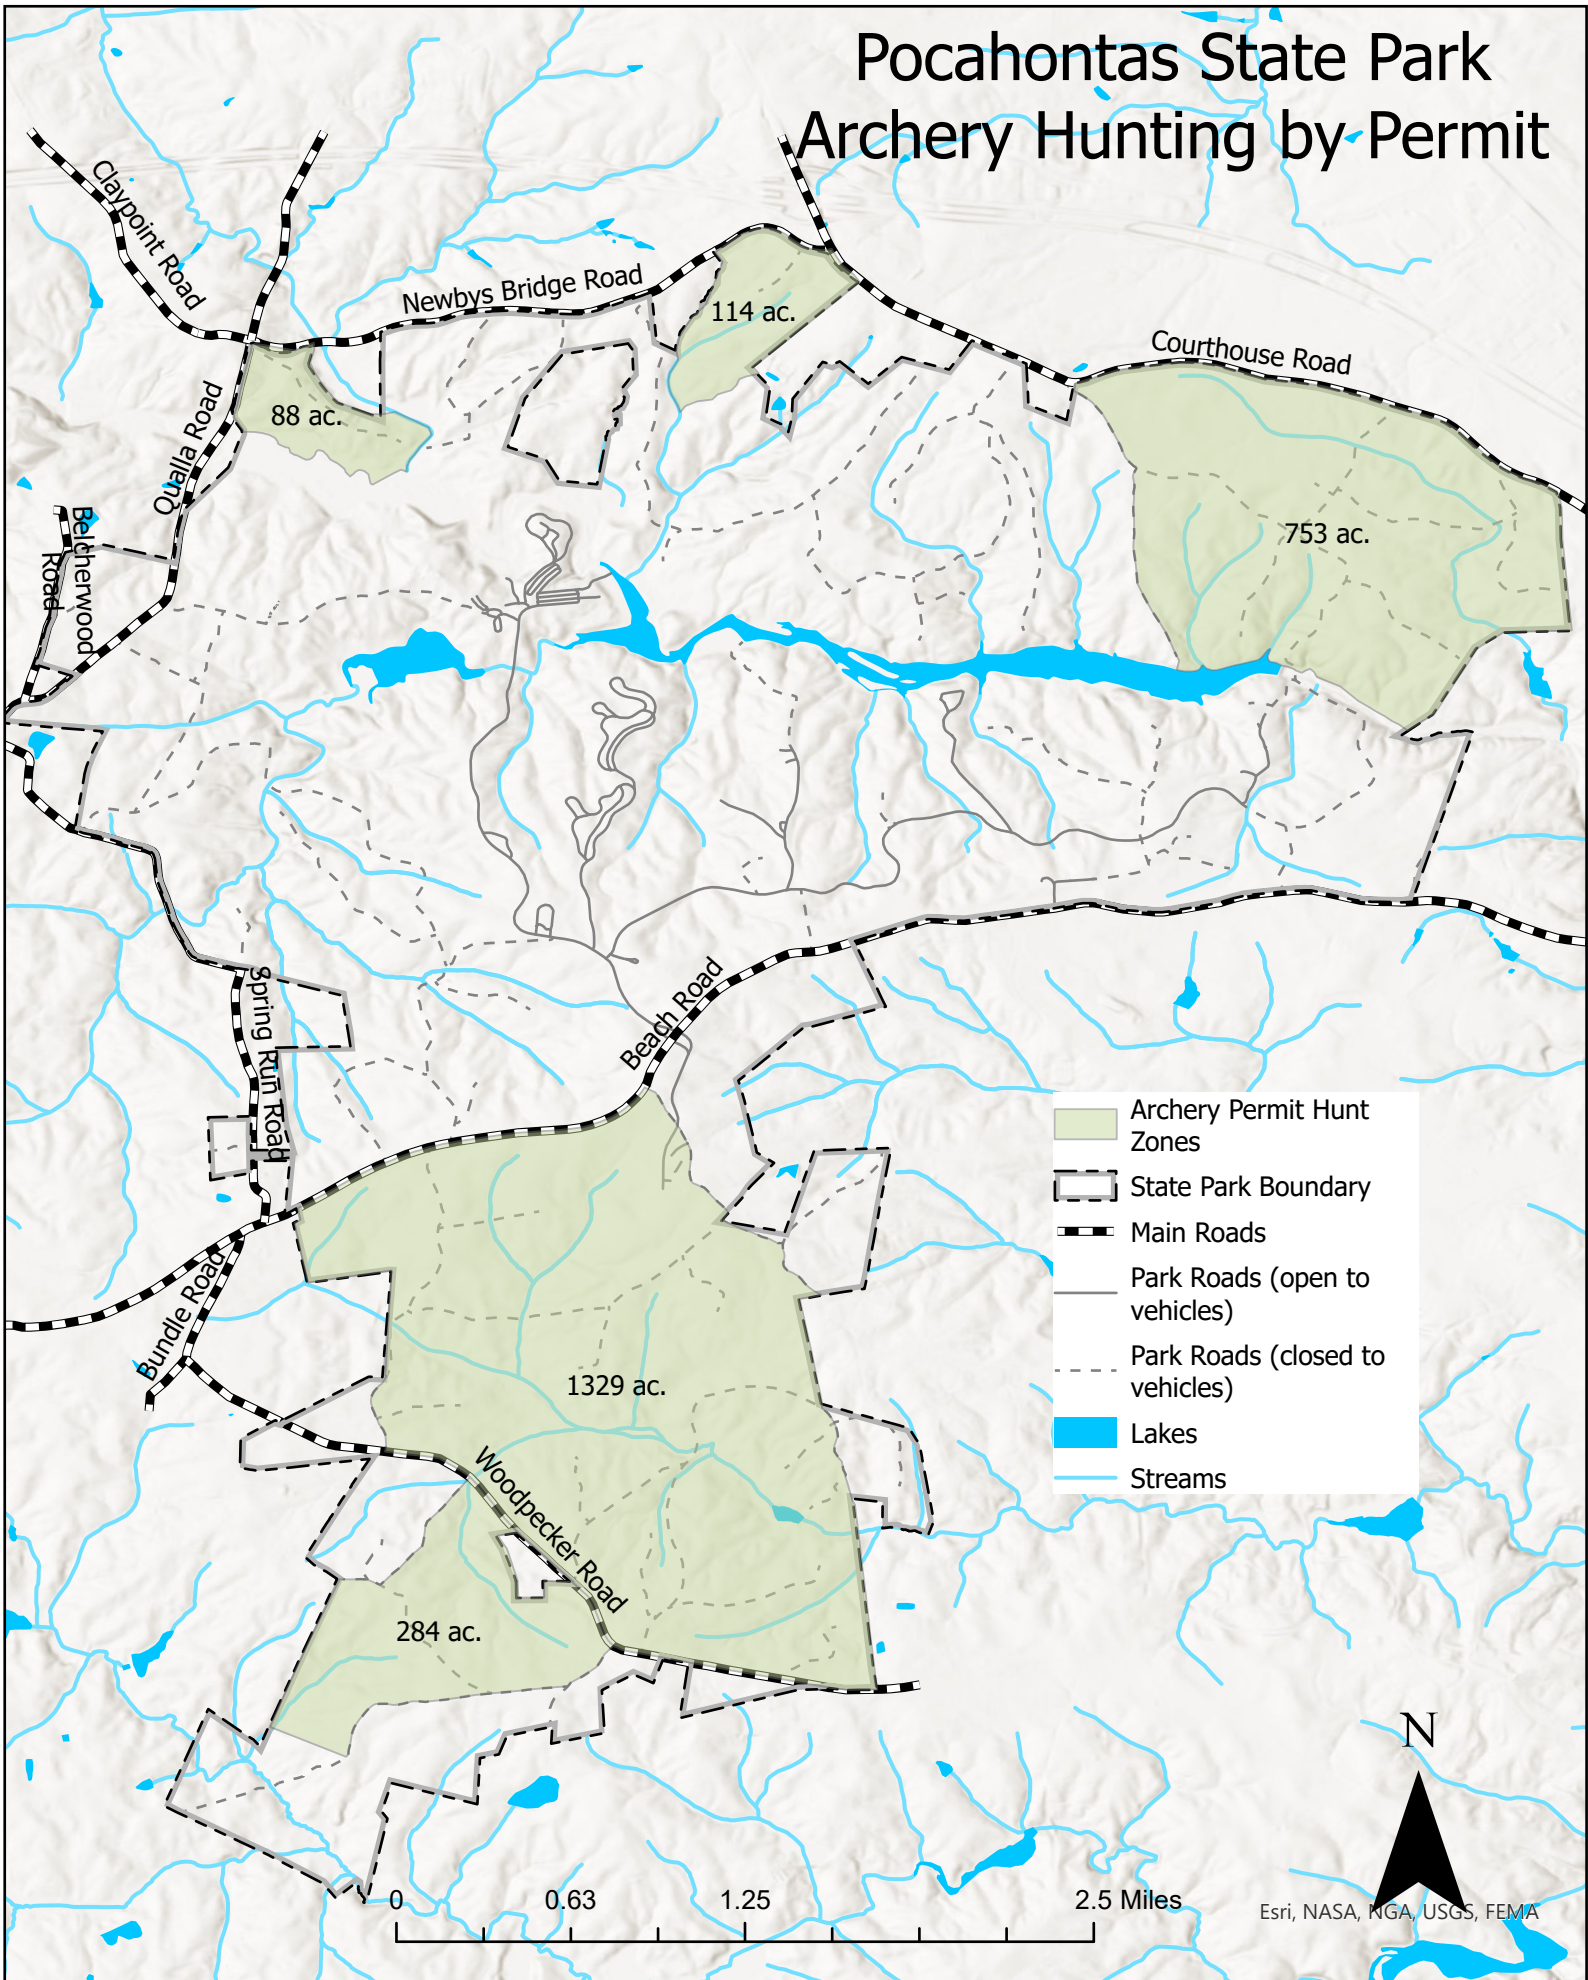 Pocahontas State Park
Archery Hunting by Permit
Claypoint Road
Newbys Bridge Road
114 ac.
Courthouse Road
88 ac.
Qualla Road
753 ac.
Belcherwood
Road
Spring Run Road
Beach Road
Bundle Road
1329 ac.
Woodpecker Road
284 ac.
Archery Permit Hunt
Zones
State Park Boundary
Main Roads
Park Roads (open to
vehicles)
Park Roads (closed to
vehicles)
Lakes
Streams
N
0 0.63 1.25 2.5 Miles
Esri, NASA, NGA, USGS, FEMA